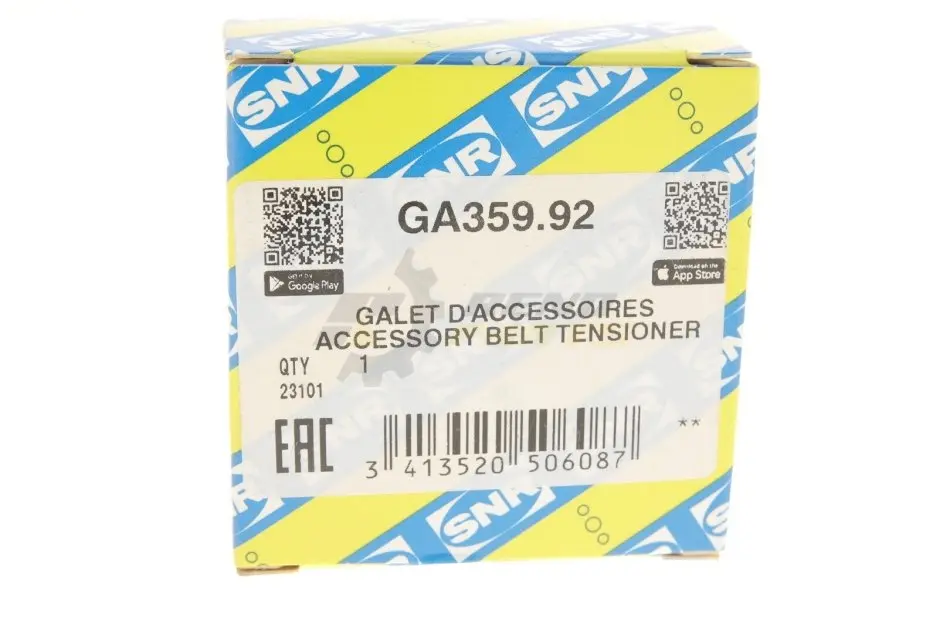 SNR
SNR
SNR
GA359.92
GET IT ON
Google Play
Download on the
App Store
GALET D'ACCESSOIRES
ACCESSORY BELT TENSIONER
QTY 1
23101
EAC
**
3 413520 506087
SNR
SNR